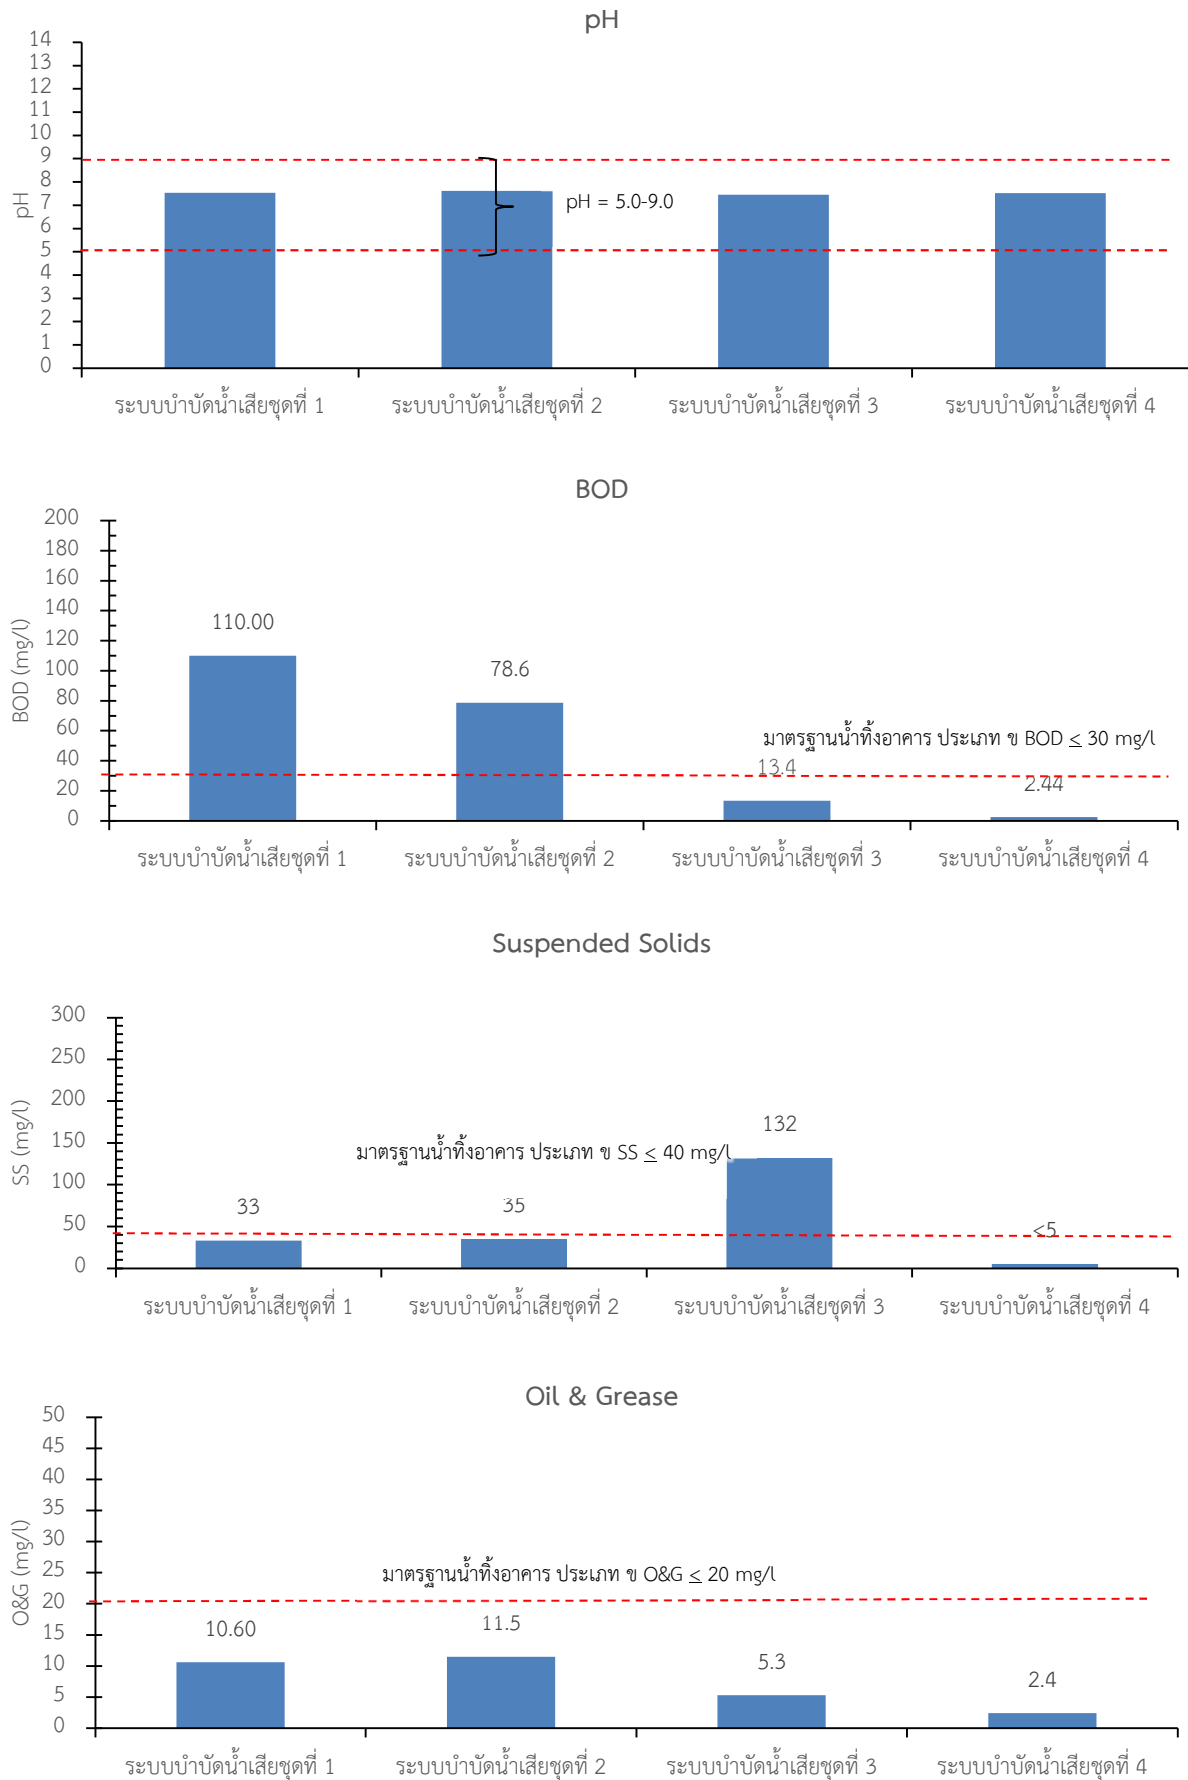 pH
14
13
12
11
10
9
8
7
6
5
4
3
2
1
0
pH
pH = 5.0-9.0
ระบบบำบัดน้ำเสียชุดที่ 1
ระบบบำบัดน้ำเสียชุดที่ 2
ระบบบำบัดน้ำเสียชุดที่ 3
ระบบบำบัดน้ำเสียชุดที่ 4
BOD
200
180
160
140
120
100
80
60
40
20
0
BOD (mg/l)
110.00
78.6
มาตรฐานน้ำทิ้งอาคาร ประเภท ข BOD ≤ 30 mg/l
13.4
2.44
ระบบบำบัดน้ำเสียชุดที่ 1
ระบบบำบัดน้ำเสียชุดที่ 2
ระบบบำบัดน้ำเสียชุดที่ 3
ระบบบำบัดน้ำเสียชุดที่ 4
Suspended Solids
300
250
200
150
100
50
0
SS (mg/l)
132
มาตรฐานน้ำทิ้งอาคาร ประเภท ข SS ≤ 40 mg/l
33
35
<5
ระบบบำบัดน้ำเสียชุดที่ 1
ระบบบำบัดน้ำเสียชุดที่ 2
ระบบบำบัดน้ำเสียชุดที่ 3
ระบบบำบัดน้ำเสียชุดที่ 4
Oil & Grease
50
45
40
35
30
25
20
15
10
5
0
O&G (mg/l)
มาตรฐานน้ำทิ้งอาคาร ประเภท ข O&G ≤ 20 mg/l
10.60
11.5
5.3
2.4
ระบบบำบัดน้ำเสียชุดที่ 1
ระบบบำบัดน้ำเสียชุดที่ 2
ระบบบำบัดน้ำเสียชุดที่ 3
ระบบบำบัดน้ำเสียชุดที่ 4